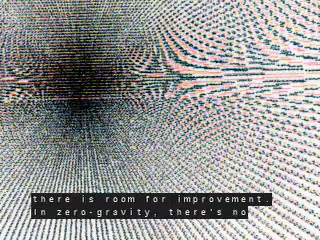 there is room for improvement.
In zero-gravity, there's no